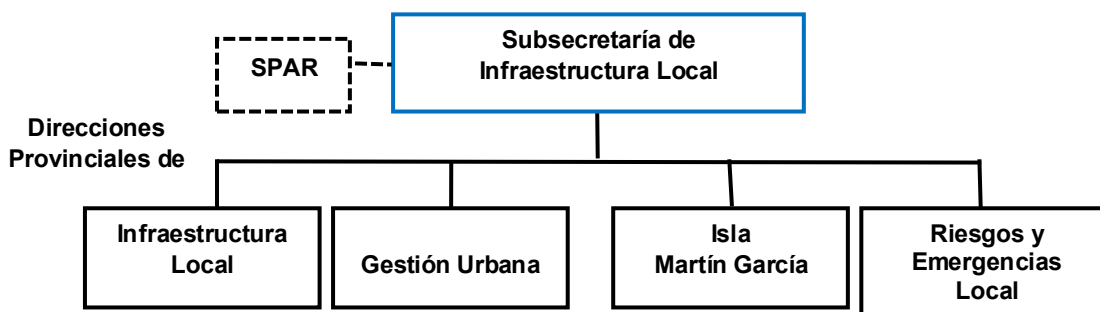 Subsecretaría de
Infraestructura Local
SPAR
Direcciones
Provinciales de
Infraestructura
Local
Gestión Urbana
Isla
Martín García
Riesgos y
Emergencias
Local